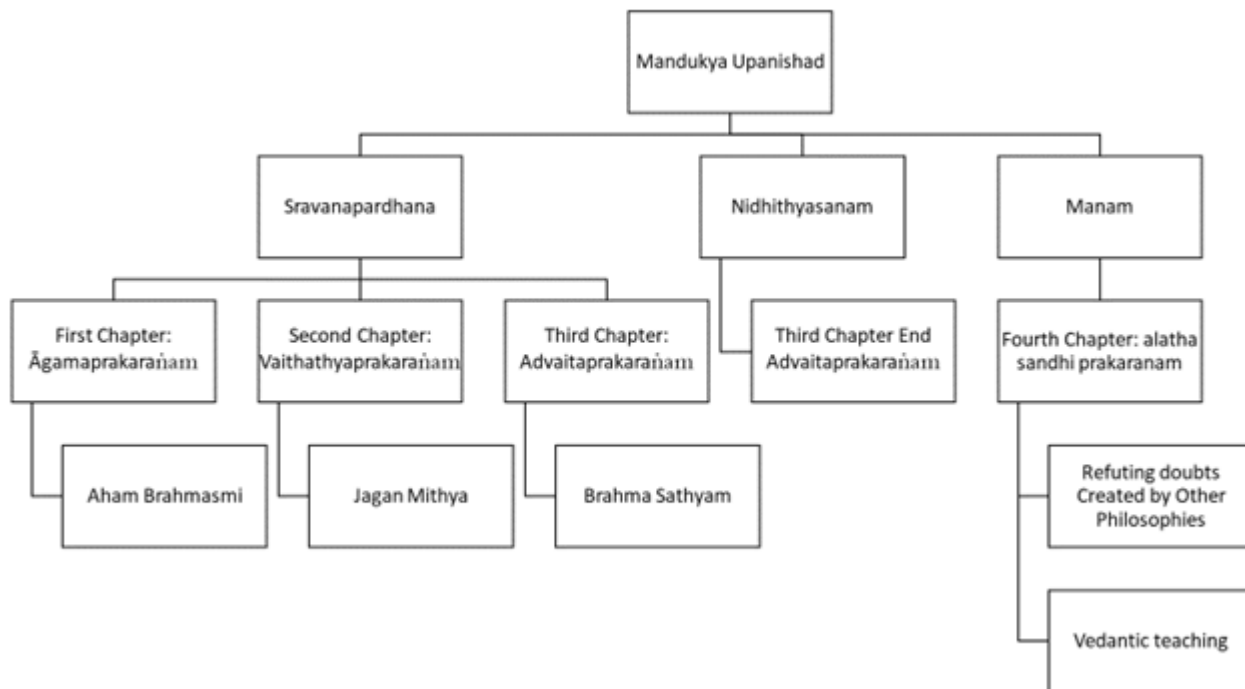 Mandukya Upanishad
Sravanapardhana
Nidhithyasanam
Manam
First Chapter:
Āgamaprakaraṅam
Second Chapter:
Vaithathyaprakaraṅam
Third Chapter:
Advaitaprakaraṅam
Third Chapter End
Advaitaprakaraṅam
Fourth Chapter: alatha
sandhi prakaranam
Aham Brahmasmi
Jagan Mithya
Brahma Sathyam
Refuting doubts
Created by Other
Philosophies
Vedantic teaching